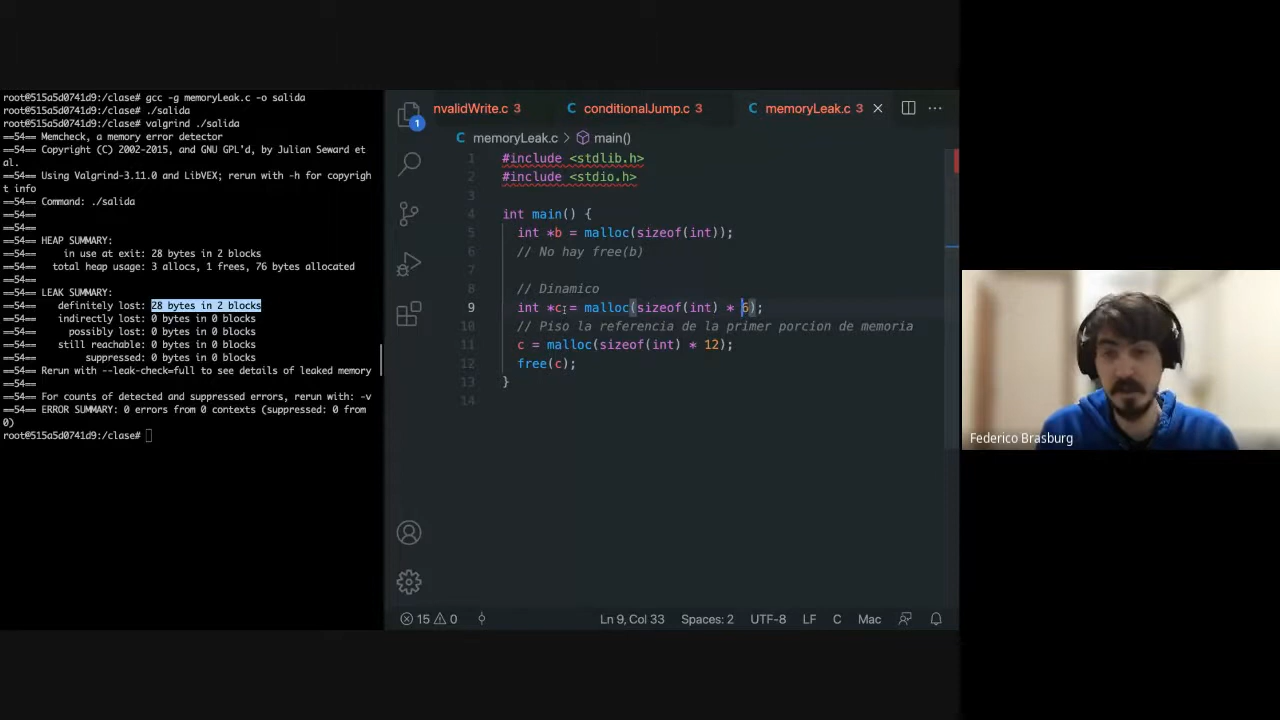 root@515a5d0741d9:/clase# gcc -g memoryLeak.c -o salida
root@515a5d0741d9:/clase# ./salida
root@515a5d0741d9:/clase# valgrind ./salida
==54== Memcheck, a memory error detector
==54== Copyright (C) 2002-2015, and GNU GPL'd, by Julian Seward et
al.
==54== Using Valgrind-3.11.0 and LibVEX; rerun with -h for copyrigh
t info
==54== Command: ./salida
==54==
==54==
==54== HEAP SUMMARY:
==54==     in use at exit: 28 bytes in 2 blocks
==54==   total heap usage: 3 allocs, 1 frees, 76 bytes allocated
==54==
==54== LEAK SUMMARY:
==54==    definitely lost: 28 bytes in 2 blocks
==54==    indirectly lost: 0 bytes in 0 blocks
==54==      possibly lost: 0 bytes in 0 blocks
==54==    still reachable: 0 bytes in 0 blocks
==54==         suppressed: 0 bytes in 0 blocks
==54== Rerun with --leak-check=full to see details of leaked memory
==54==
==54== For counts of detected and suppressed errors, rerun with: -v
==54== ERROR SUMMARY: 0 errors from 0 contexts (suppressed: 0 from
0)
root@515a5d0741d9:/clase#
1
nvalidWrite.c 3 conditionalJump.c 3 memoryLeak.c 3
memoryLeak.c > main()
1 #include <stdlib.h>
2 #include <stdio.h>
3
4 int main() {
5   int *b = malloc(sizeof(int));
6   // No hay free(b)
7
8   // Dinamico
9   int *c = malloc(sizeof(int) * 6);
10   // Piso la referencia de la primer porcion de memoria
11   c = malloc(sizeof(int) * 12);
12   free(c);
13 }
14
15 0 Ln 9, Col 33 Spaces: 2 UTF-8 LF C Mac
Federico Brasburg